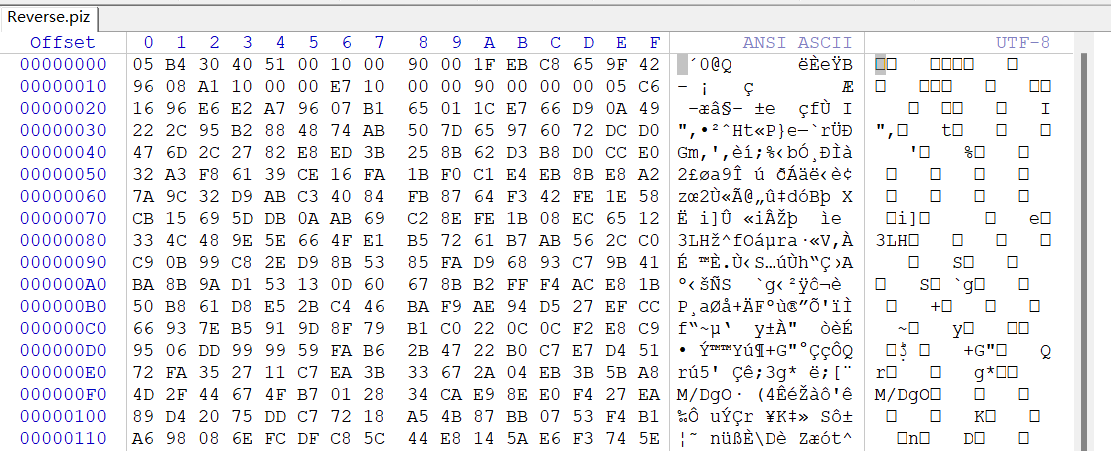 Reverse.piz
Offset 0 1 2 3 4 5 6 7 8 9 A B C D E F ANSI ASCII UTF-8
00000000 05 B4 30 40 51 00 10 00 90 00 1F EB C8 65 9F 42 ´0@Q ëÈeŸB
00000010 96 08 A1 10 00 00 E7 10 00 00 90 00 00 00 05 C6 – ¡ ç Æ
00000020 16 96 E6 E2 A7 96 07 B1 65 01 1C E7 66 D9 0A 49 –æâ§– ±e çfÙ I I
00000030 22 2C 95 B2 88 48 74 AB 50 7D 65 97 60 72 DC D0 ",•²ˆHt«P}e—`rÜÐ ", t
00000040 47 6D 2C 27 82 E8 ED 3B 25 8B 62 D3 B8 D0 CC E0 Gm,'‚èí;%‹bÓ¸ÐÌà ' %
00000050 32 A3 F8 61 39 CE 16 FA 1B F0 C1 E4 EB 8B E8 A2 2£øa9Î ú ðÁäë‹è¢
00000060 7A 9C 32 D9 AB C3 40 84 FB 87 64 F3 42 FE 1E 58 zœ2Ù«Ã@„û‡dóBþ X
00000070 CB 15 69 5D DB 0A AB 69 C2 8E FE 1B 08 EC 65 12 Ë i]Û «iÂŽþ ìe i] e
00000080 33 4C 48 9E 5E 66 4F E1 B5 72 61 B7 AB 56 2C C0 3LHž^fOáµra·«V,À 3LH
00000090 C9 0B 99 C8 2E D9 8B 53 85 FA D9 68 93 C7 9B 41 É ™È.Ù‹S…úÙh“Ç›A S
000000A0 BA 8B 9A D1 53 13 0D 60 67 8B B2 FF F4 AC E8 1B º‹šÑS `g‹²ÿô¬è S `g
000000B0 50 B8 61 D8 E5 2B C4 46 BA F9 AE 94 D5 27 EF CC P¸aØå+ÄFºù®”Õ'ïÌ +
000000C0 66 93 7E B5 91 9D 8F 79 B1 C0 22 0C 0C F2 E8 C9 f“~µ‘ y±À" òèÉ ~ y
000000D0 95 06 DD 99 99 59 FA B6 2B 47 22 B0 C7 E7 D4 51 • Ý™™Yú¶+G"°ÇçÔQ +G" Q
000000E0 72 FA 35 27 11 C7 EA 3B 33 67 2A 04 EB 3B 5B A8 rú5' Çê;3g* ë;[¨ r g*
000000F0 4D 2F 44 67 4F B7 01 28 34 CA E9 8E E0 F4 27 EA M/DgO· (4ÊéŽàô'ê M/DgO
00000100 89 D4 20 75 DD C7 72 18 A5 4B 87 BB 07 53 F4 B1 ‰Ô uÝÇr ¥K‡» Sô± K
00000110 A6 98 08 6E FC DF C8 5C 44 E8 14 5A E6 F3 74 5E ¦˜ nüßÈ\Dè Zæót^ n D